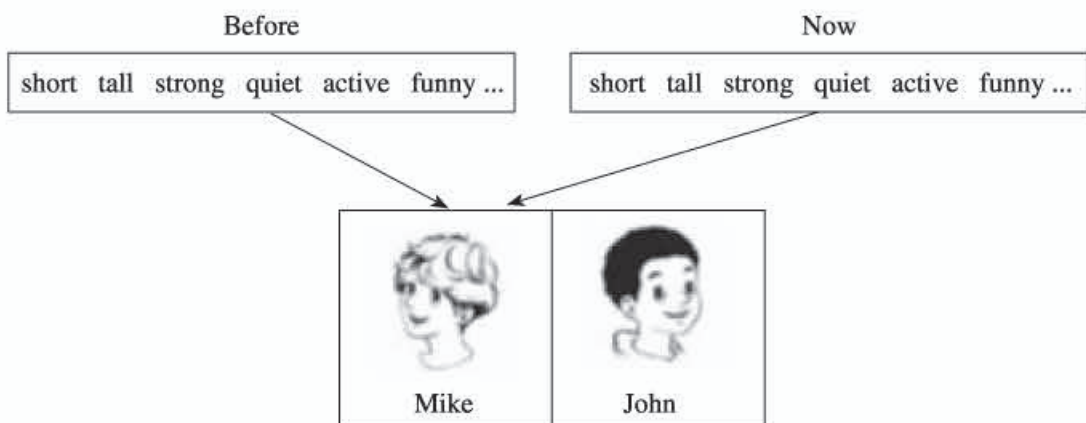 Before
Now
short tall strong quiet active funny ...
short tall strong quiet active funny ...
Mike
John